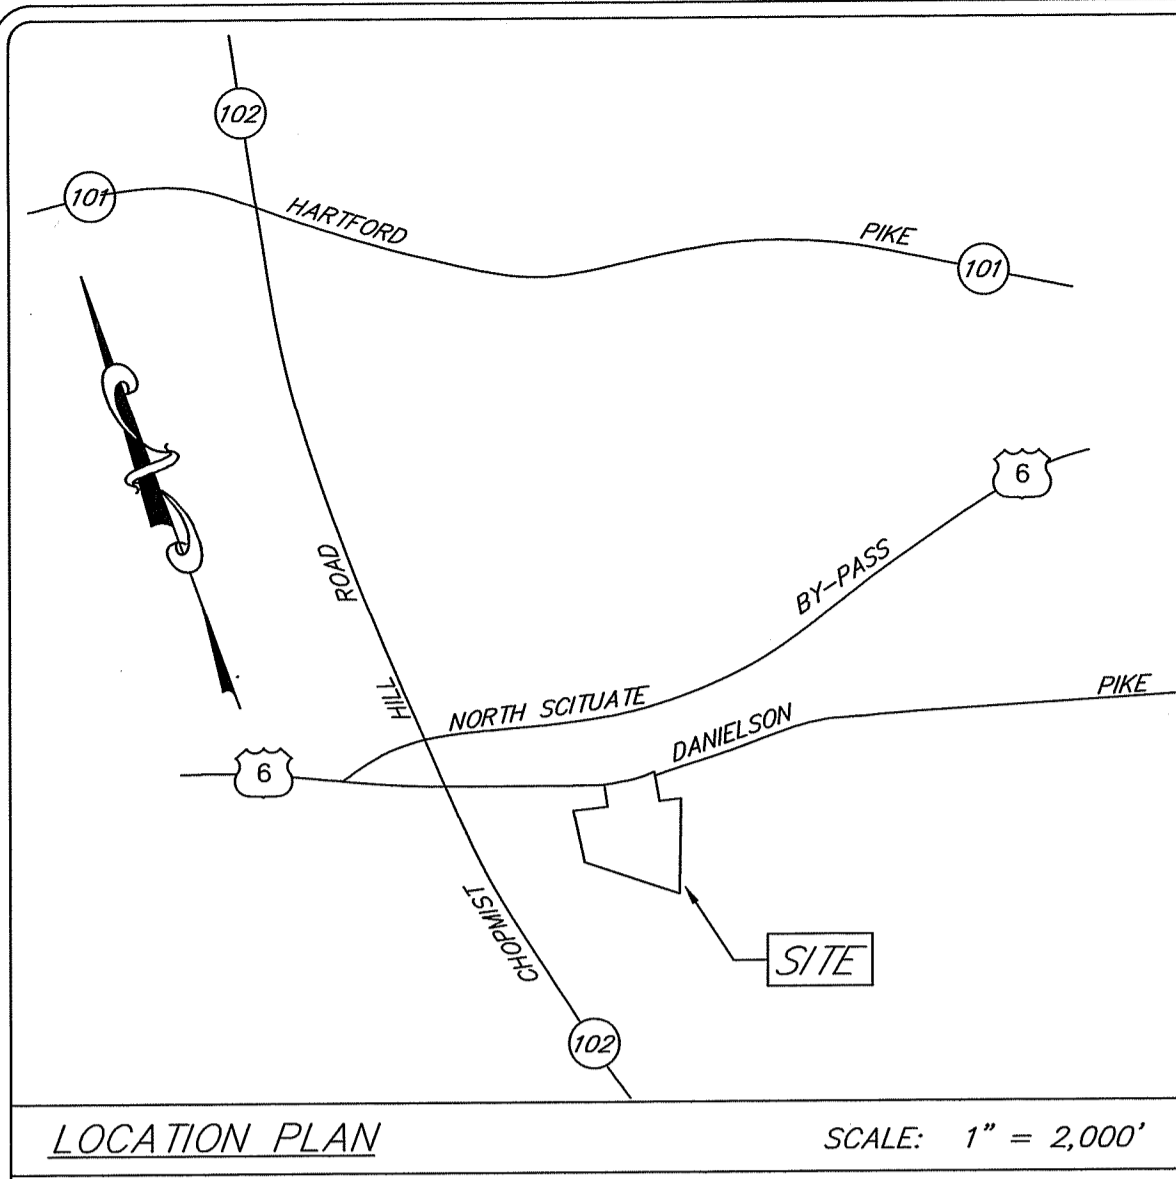 102
101
HARTFORD
PIKE
101
6
ROAD
BY-PASS
HILL
NORTH SCITUATE
DANIELSON
PIKE
6
CHOPMIST
SITE
102
LOCATION PLAN
SCALE: 1" = 2,000'